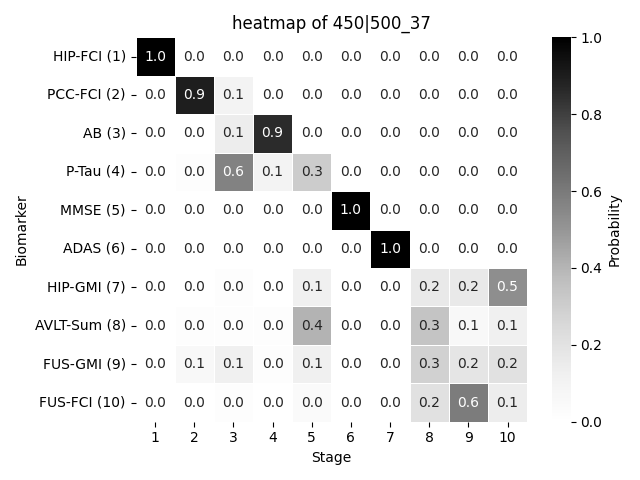 heatmap of 450|500_37
HIP-FCI (1) 1.0 0.0 0.0 0.0 0.0 0.0 0.0 0.0 0.0 0.0
PCC-FCI (2) 0.0 0.9 0.1 0.0 0.0 0.0 0.0 0.0 0.0 0.0
AB (3) 0.0 0.0 0.1 0.9 0.0 0.0 0.0 0.0 0.0 0.0
P-Tau (4) 0.0 0.0 0.6 0.1 0.3 0.0 0.0 0.0 0.0 0.0
MMSE (5) 0.0 0.0 0.0 0.0 0.0 1.0 0.0 0.0 0.0 0.0
ADAS (6) 0.0 0.0 0.0 0.0 0.0 0.0 1.0 0.0 0.0 0.0
HIP-GMI (7) 0.0 0.0 0.0 0.0 0.1 0.0 0.0 0.2 0.2 0.5
AVLT-Sum (8) 0.0 0.0 0.0 0.0 0.4 0.0 0.0 0.3 0.1 0.1
FUS-GMI (9) 0.0 0.1 0.1 0.0 0.1 0.0 0.0 0.3 0.2 0.2
FUS-FCI (10) 0.0 0.0 0.0 0.0 0.0 0.0 0.0 0.2 0.6 0.1
1 2 3 4 5 6 7 8 9 10
Stage
Biomarker
1.0
0.8
0.6
0.4
0.2
0.0
Probability